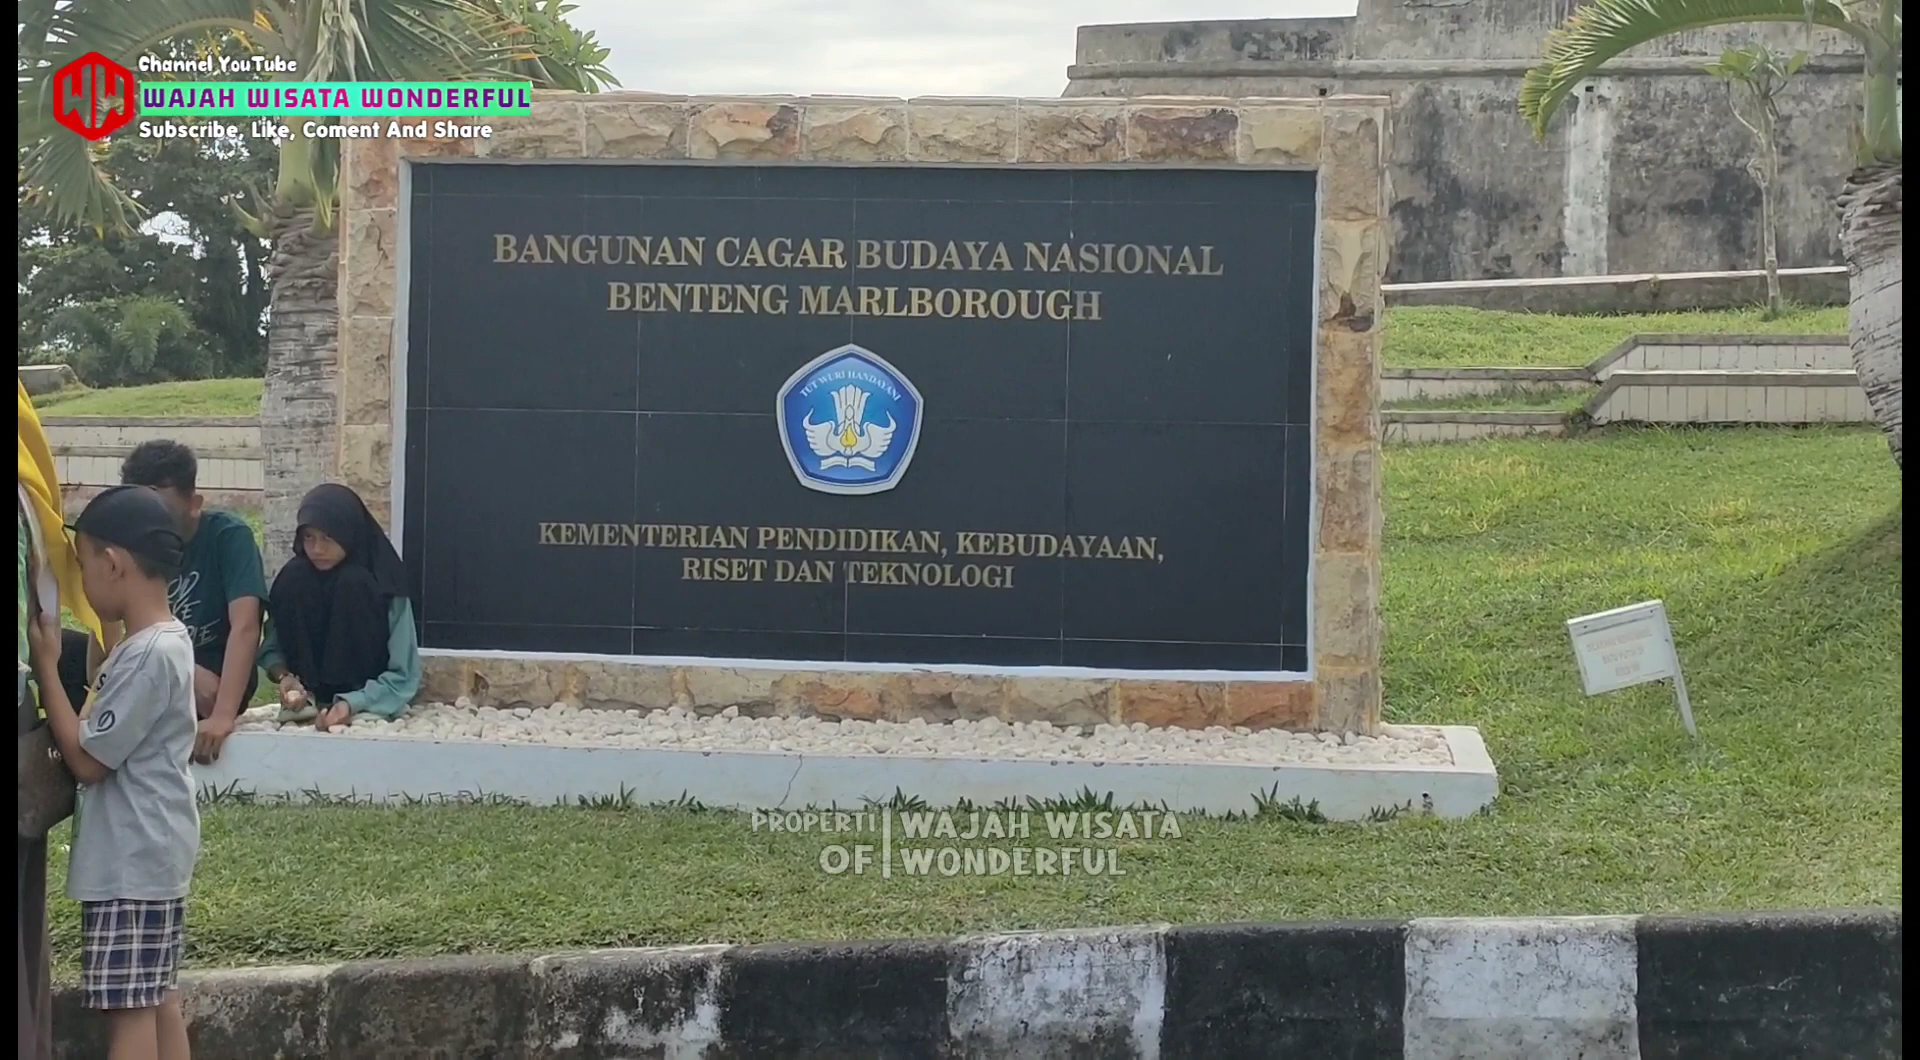 Channel YouTube
WAJAH WISATA WONDERFUL
Subscribe, Like, Coment And Share
BANGUNAN CAGAR BUDAYA NASIONAL
BENTENG MARLBOROUGH
TUT WURI HANDAYANI
KEMENTERIAN PENDIDIKAN, KEBUDAYAAN,
RISET DAN TEKNOLOGI
PROPERTI OF
WAJAH WISATA
WONDERFUL